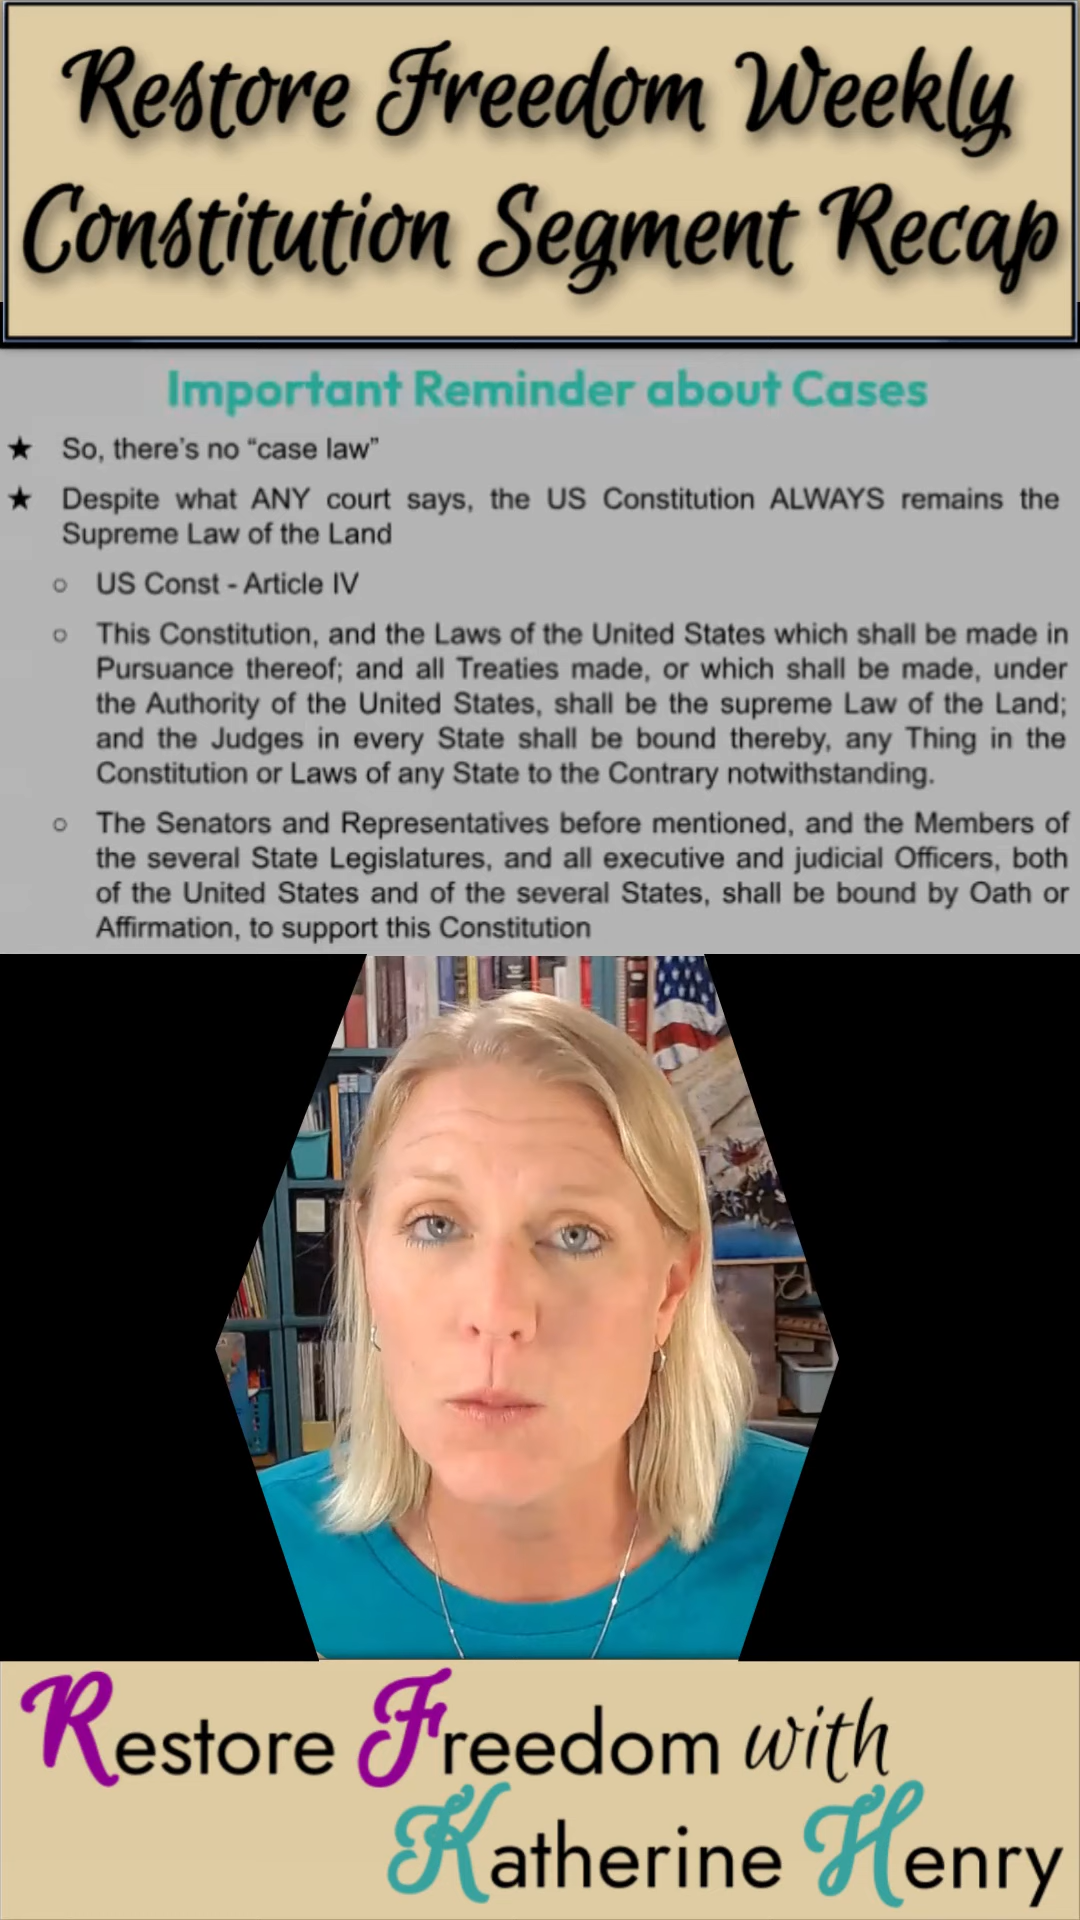 Restore Freedom Weekly
Constitution Segment Recap
Important Reminder about Cases
★ So, there's no “case law”
★ Despite what ANY court says, the US Constitution ALWAYS remains the
Supreme Law of the Land
○ US Const - Article IV
○ This Constitution, and the Laws of the United States which shall be made in
Pursuance thereof; and all Treaties made, or which shall be made, under
the Authority of the United States, shall be the supreme Law of the Land;
and the Judges in every State shall be bound thereby, any Thing in the
Constitution or Laws of any State to the Contrary notwithstanding.
○ The Senators and Representatives before mentioned, and the Members of
the several State Legislatures, and all executive and judicial Officers, both
of the United States and of the several States, shall be bound by Oath or
Affirmation, to support this Constitution
Restore Freedom with
Katherine Henry